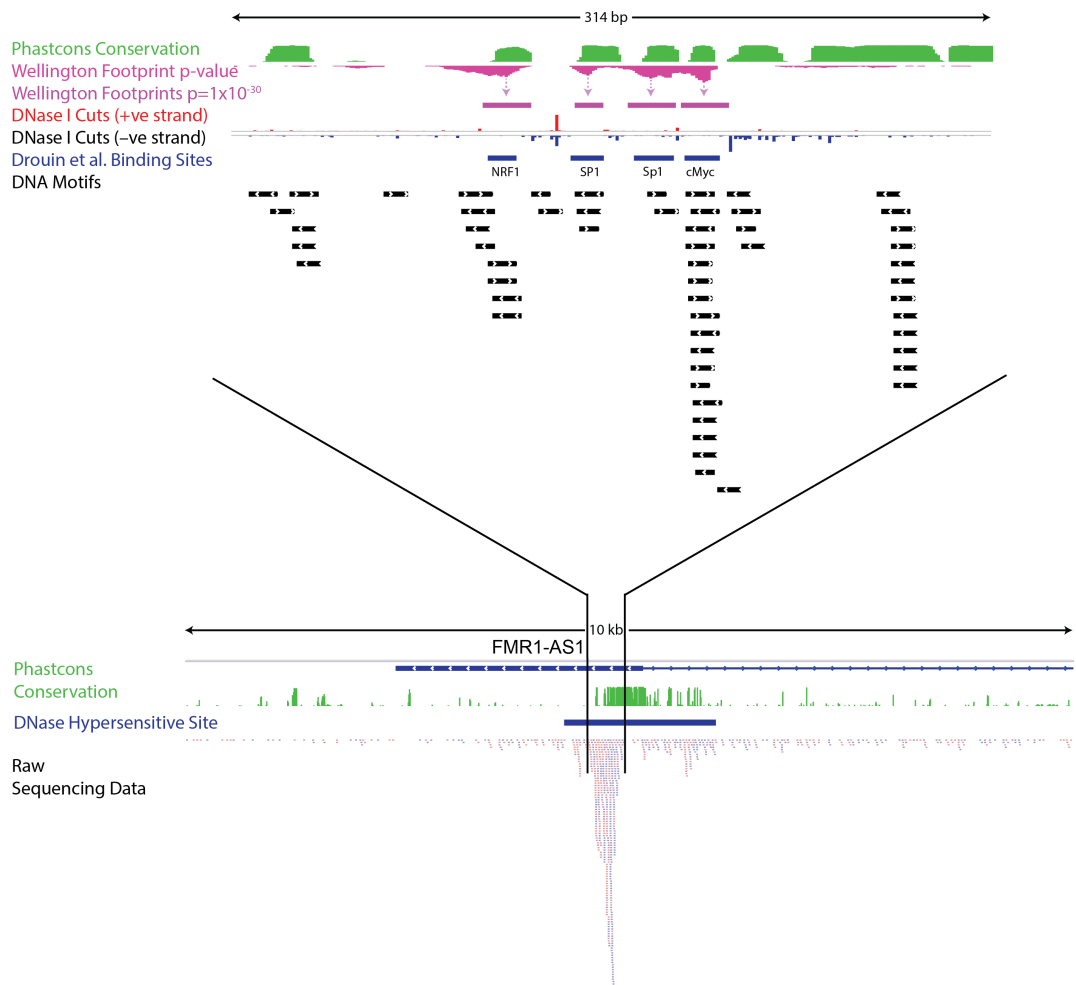 314 bp
Phastcons Conservation
Wellington Footprint p-value
Wellington Footprints p=1x10-30
DNase I Cuts (+ve strand)
DNase I Cuts (–ve strand)
Drouin et al. Binding Sites
NRF1 SP1 Sp1 cMyc
DNA Motifs
10 kb
FMR1-AS1
Phastcons
Conservation
DNase Hypersensitive Site
Raw
Sequencing Data